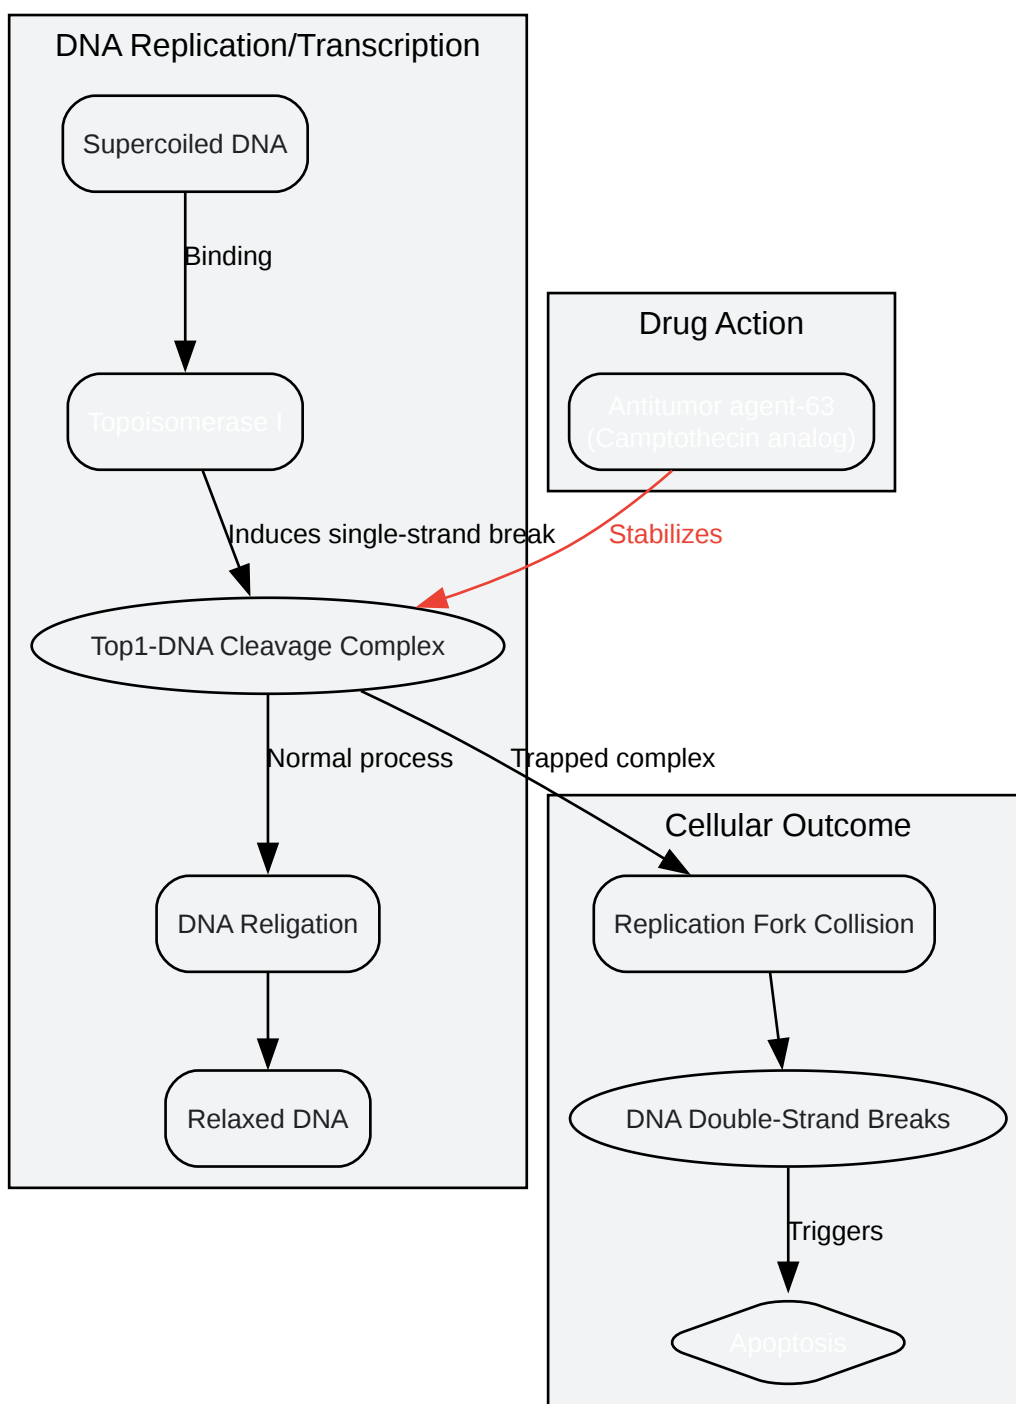 DNA Replication/Transcription
Supercoiled DNA
Binding
Drug Action
Topoisomerase I
Antitumor agent-63
(Camptothecin analog)
Induces single-strand break
Stabilizes
Top1-DNA Cleavage Complex
Normal process
Trapped complex
Cellular Outcome
DNA Religation
Replication Fork Collision
Relaxed DNA
DNA Double-Strand Breaks
Triggers
Apoptosis